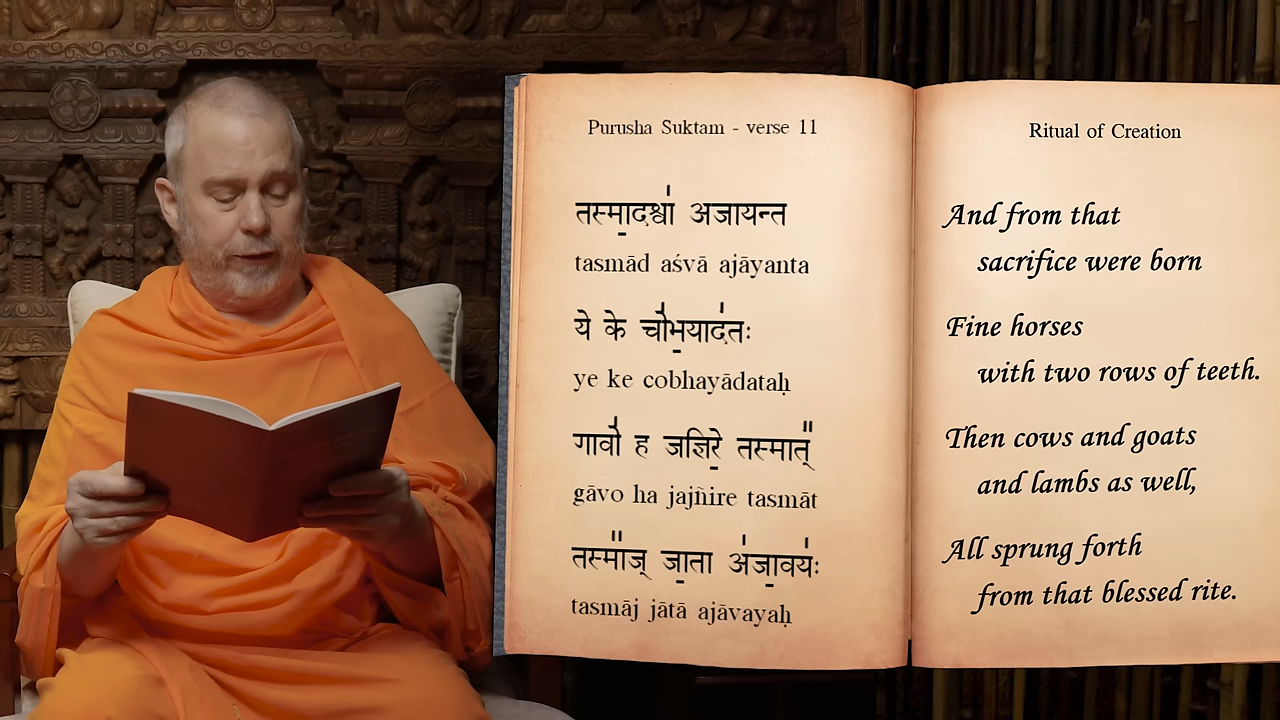 Purusha Suktam - verse 11
तस्मा॒दश्वा॑ अजायन्त
tasmād aśvā ajāyanta
ये के चो॑भ॒याद॑तः
ye ke cobhayādataḥ
गावो॑ ह जज्ञिरे॒ तस्मात्᳚
gāvo ha jajñire tasmāt
तस्मा᳚ज् जा॒ता अ॑जा॒वयः॑
tasmāj jātā ajāvayaḥ
Ritual of Creation
And from that
sacrifice were born
Fine horses
with two rows of teeth.
Then cows and goats
and lambs as well,
All sprung forth
from that blessed rite.